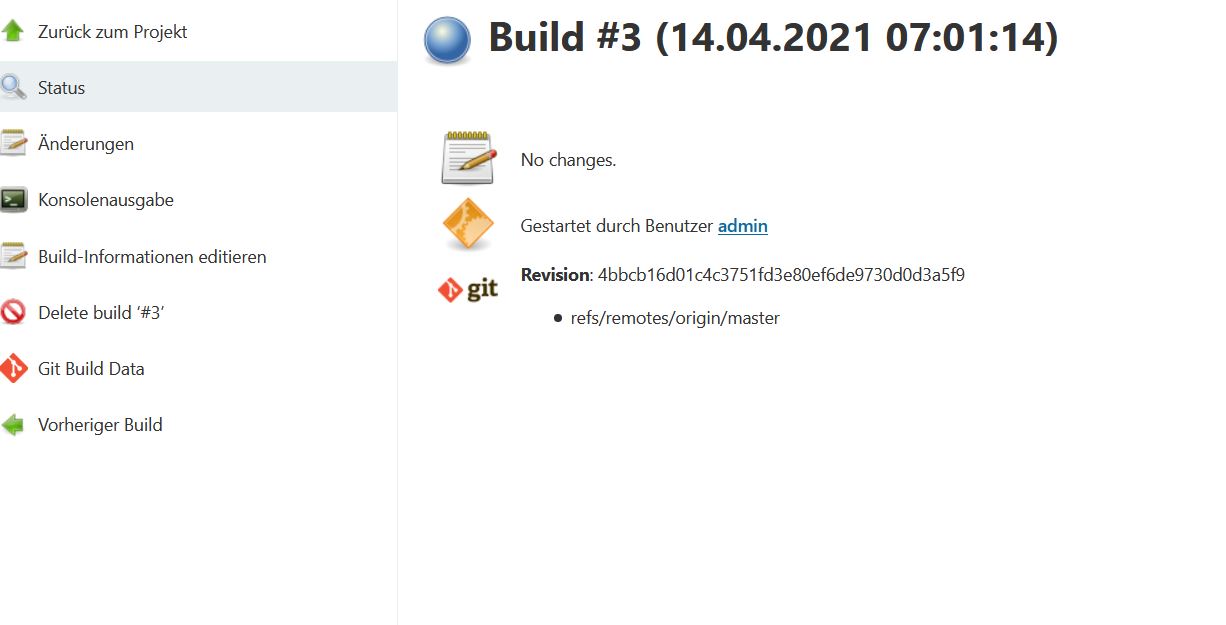 Zurück zum Projekt
Status
Änderungen
Konsolenausgabe
Build-Informationen editieren
Delete build ‘#3’
Git Build Data
Vorheriger Build
Build #3 (14.04.2021 07:01:14)
No changes.
Gestartet durch Benutzer admin
git
Revision: 4bbcb16d01c4c3751fd3e80ef6de9730d0d3a5f9
refs/remotes/origin/master